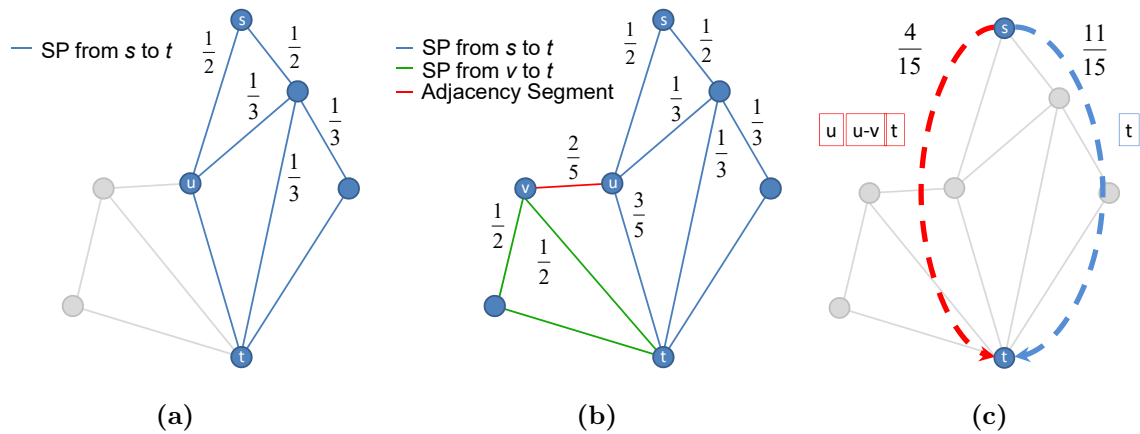 SP from s to t
s
1/2
1/2
1/3
1/3
1/3
u
t
(a)
SP from s to t
SP from v to t
Adjacency Segment
s
1/2
1/2
1/3
1/3
1/3
2/5
v
u
3/5
1/2
1/2
t
(b)
s
4/15
11/15
u u-v t
t
t
(c)